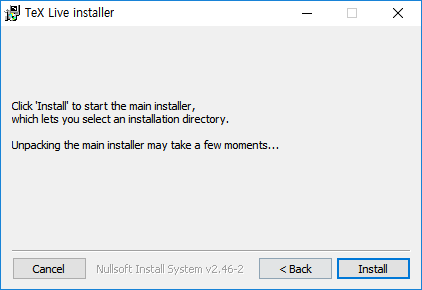 TeX Live installer
Click 'Install' to start the main installer,
which lets you select an installation directory.
Unpacking the main installer may take a few moments...
Cancel
Nullsoft Install System v2.46-2
< Back
Install